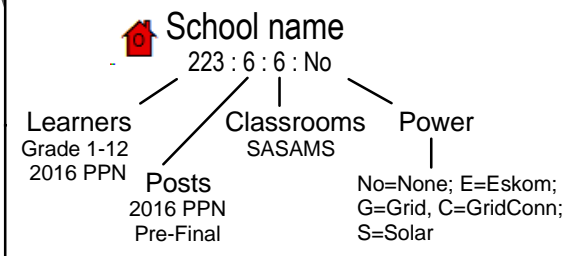 O School name
223 : 6 : 6 : No
Learners
Grade 1-12
2016 PPN
Posts
2016 PPN
Pre-Final
Classrooms
SASAMS
Power
No=None; E=Eskom;
G=Grid, C=GridConn;
S=Solar